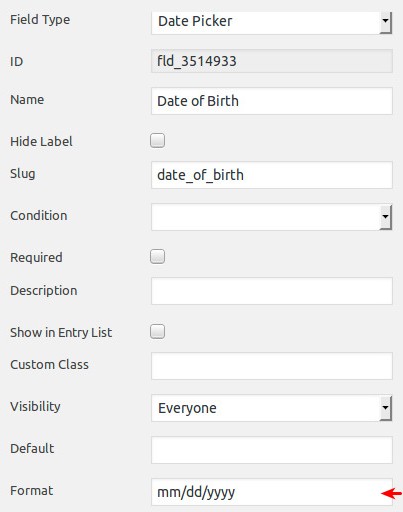 Field Type Date Picker
ID fld_3514933
Name Date of Birth
Hide Label
Slug date_of_birth
Condition
Required
Description
Show in Entry List
Custom Class
Visibility Everyone
Default
Format mm/dd/yyyy